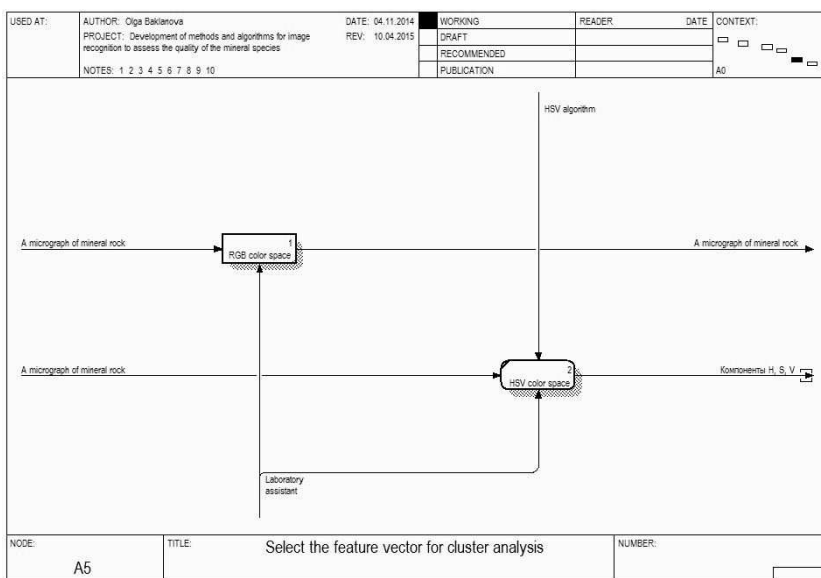 USED AT:
AUTHOR: Olga Baklanova
DATE: 04.11.2014
WORKING
READER
DATE
CONTEXT:
PROJECT: Development of methods and algorithms for image
recognition to assess the quality of the mineral species
REV: 10.04.2015
DRAFT
RECOMMENDED
NOTES: 1 2 3 4 5 6 7 8 9 10
PUBLICATION
A0
HSV algorithm
A micrograph of mineral rock
1
RGB color space
A micrograph of mineral rock
A micrograph of mineral rock
2
HSV color space
Компоненты H, S, V
Laboratory
assistant
NODE:
A5
TITLE:
Select the feature vector for cluster analysis
NUMBER: